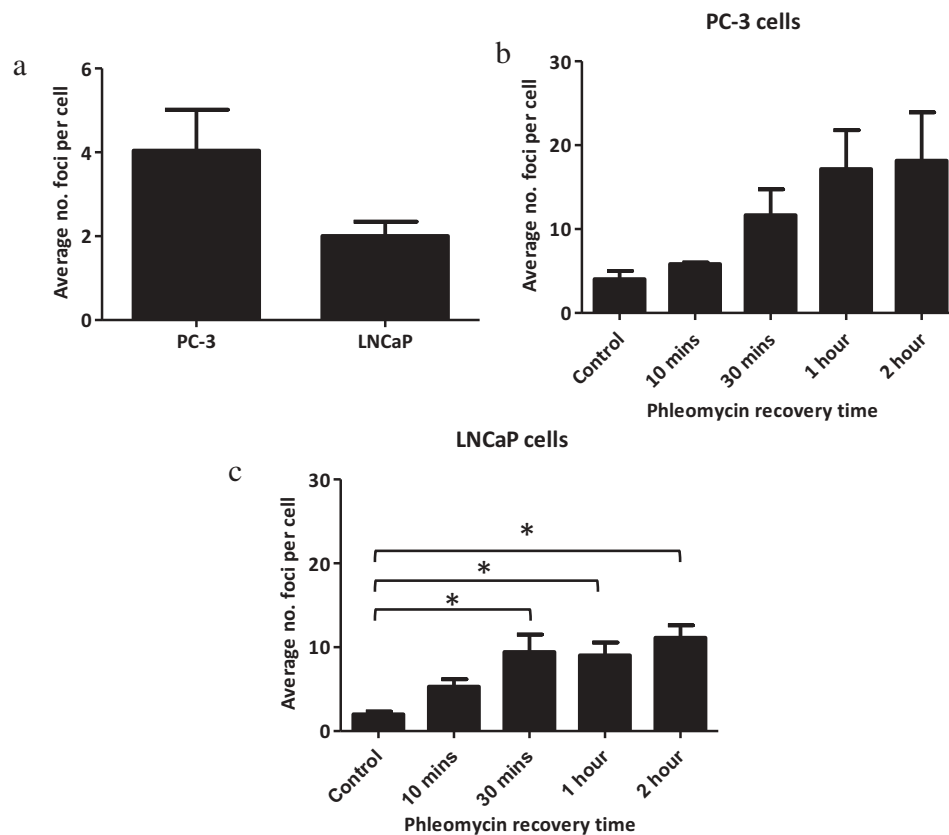 a
Average no. foci per cell
6
4
2
0
PC-3
LNCaP
PC-3 cells
b
Average no. foci per cell
30
20
10
0
Control
10 mins
30 mins
1 hour
2 hour
Phleomycin recovery time
LNCaP cells
c
Average no. foci per cell
30
20
10
0
*
*
*
Control
10 mins
30 mins
1 hour
2 hour
Phleomycin recovery time